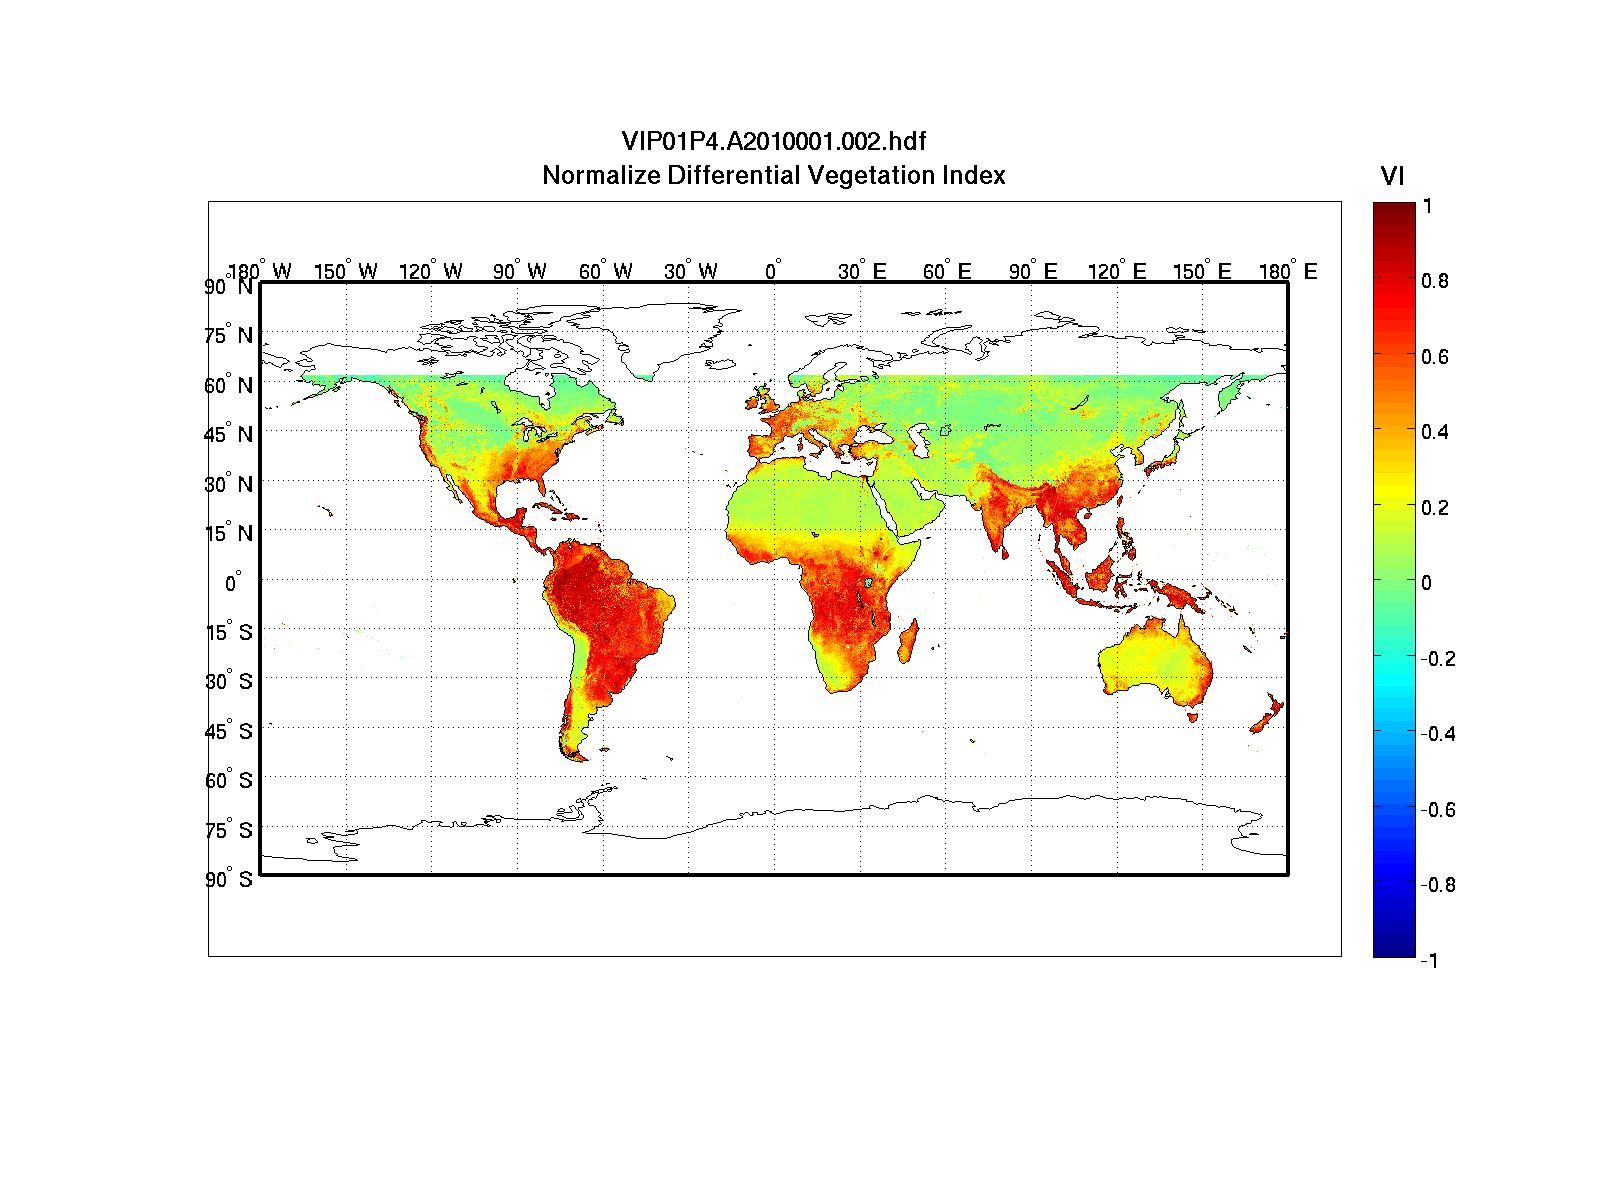 VIP01P4.A2010001.002.hdf
Normalize Differential Vegetation Index
VI
180° W 150° W 120° W 90° W 60° W 30° W 0° 30° E 60° E 90° E 120° E 150° E 180° E
90° N
75° N
60° N
45° N
30° N
15° N
0°
15° S
30° S
45° S
60° S
75° S
90° S
1
0.8
0.6
0.4
0.2
0
-0.2
-0.4
-0.6
-0.8
-1